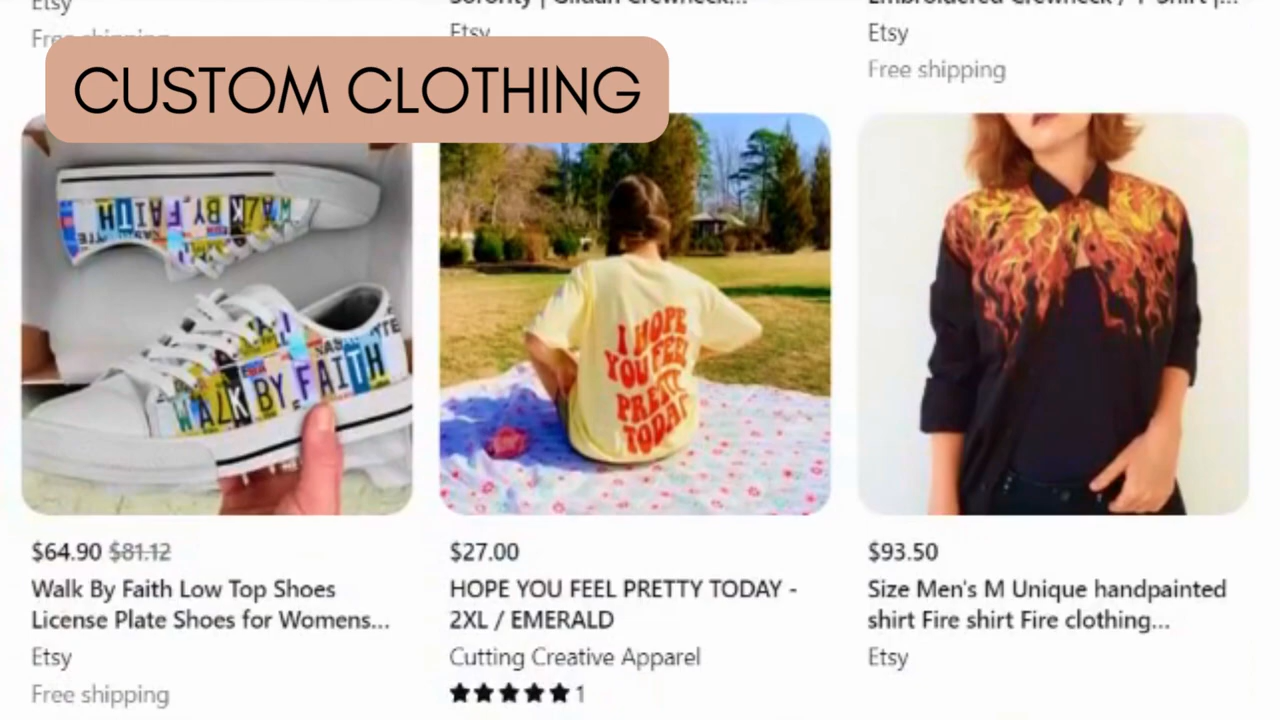 Etsy
Free shipping
Etsy
Etsy
Free shipping
CUSTOM CLOTHING
WALK BY FAITH
WALK BY FAITH
I HOPE
YOU FEEL
PRETTY
TODAY
$64.90 $81.12
Walk By Faith Low Top Shoes
License Plate Shoes for Womens...
Etsy
Free shipping
$27.00
HOPE YOU FEEL PRETTY TODAY -
2XL / EMERALD
Cutting Creative Apparel
1
$93.50
Size Men's M Unique handpainted
shirt Fire shirt Fire clothing...
Etsy